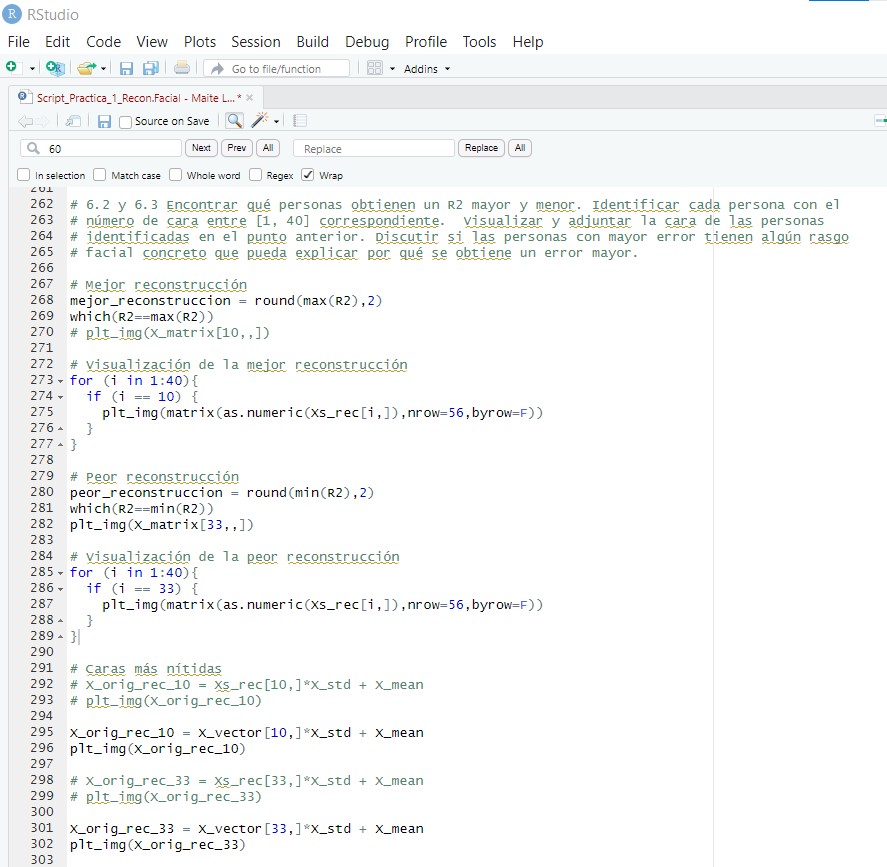 RStudio
File Edit Code View Plots Session Build Debug Profile Tools Help
Go to file/function Addins
Script_Practica_1_Recon.Facial - Maite L...*
Source on Save
60 Next Prev All Replace Replace All
In selection Match case Whole word Regex Wrap
261
262 # 6.2 y 6.3 Encontrar qué personas obtienen un R2 mayor y menor. Identificar cada persona con el
263 # número de cara entre [1, 40] correspondiente.  Visualizar y adjuntar la cara de las personas
264 # identificadas en el punto anterior. Discutir si las personas con mayor error tienen algún rasgo
265 # facial concreto que pueda explicar por qué se obtiene un error mayor.
266
267 # Mejor reconstrucción
268 mejor_reconstruccion = round(max(R2),2)
269 which(R2==max(R2))
270 # plt_img(X_matrix[10,,])
271
272 # Visualización de la mejor reconstrucción
273 for (i in 1:40){
274   if (i == 10) {
275     plt_img(matrix(as.numeric(Xs_rec[i,]),nrow=56,byrow=F))
276   }
277 }
278
279 # Peor reconstrucción
280 peor_reconstruccion = round(min(R2),2)
281 which(R2==min(R2))
282 plt_img(X_matrix[33,,])
283
284 # Visualización de la peor reconstrucción
285 for (i in 1:40){
286   if (i == 33) {
287     plt_img(matrix(as.numeric(Xs_rec[i,]),nrow=56,byrow=F))
288   }
289 }
290
291 # Caras más nítidas
292 # X_orig_rec_10 = Xs_rec[10,]*X_std + X_mean
293 # plt_img(X_orig_rec_10)
294
295 X_orig_rec_10 = X_vector[10,]*X_std + X_mean
296 plt_img(X_orig_rec_10)
297
298 # X_orig_rec_33 = Xs_rec[33,]*X_std + X_mean
299 # plt_img(X_orig_rec_33)
300
301 X_orig_rec_33 = X_vector[33,]*X_std + X_mean
302 plt_img(X_orig_rec_33)
303